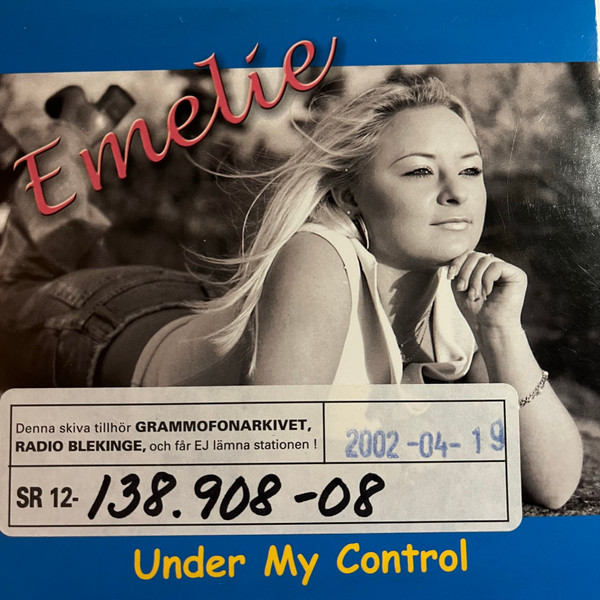 Emelie
Denna skiva tillhör GRAMMOFONARKIVET,
RADIO BLEKINGE, och får EJ lämna stationen !
2002-04-19
SR 12- 138.908-08
Under My Control